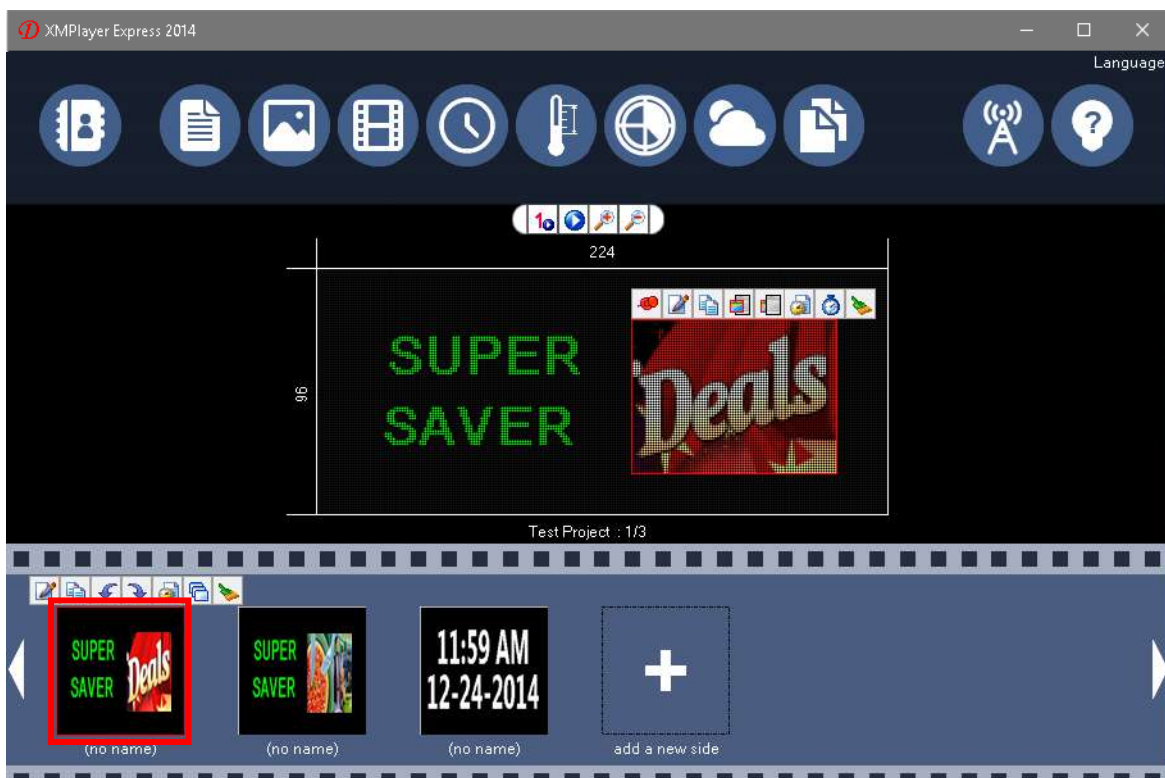 XMPlayer Express 2014
Language
224
96
SUPER
SAVER
Deals
Test Project : 1/3
SUPER
SAVER
Deals
SUPER
SAVER
11:59 AM
12-24-2014
(no name)
(no name)
(no name)
add a new side